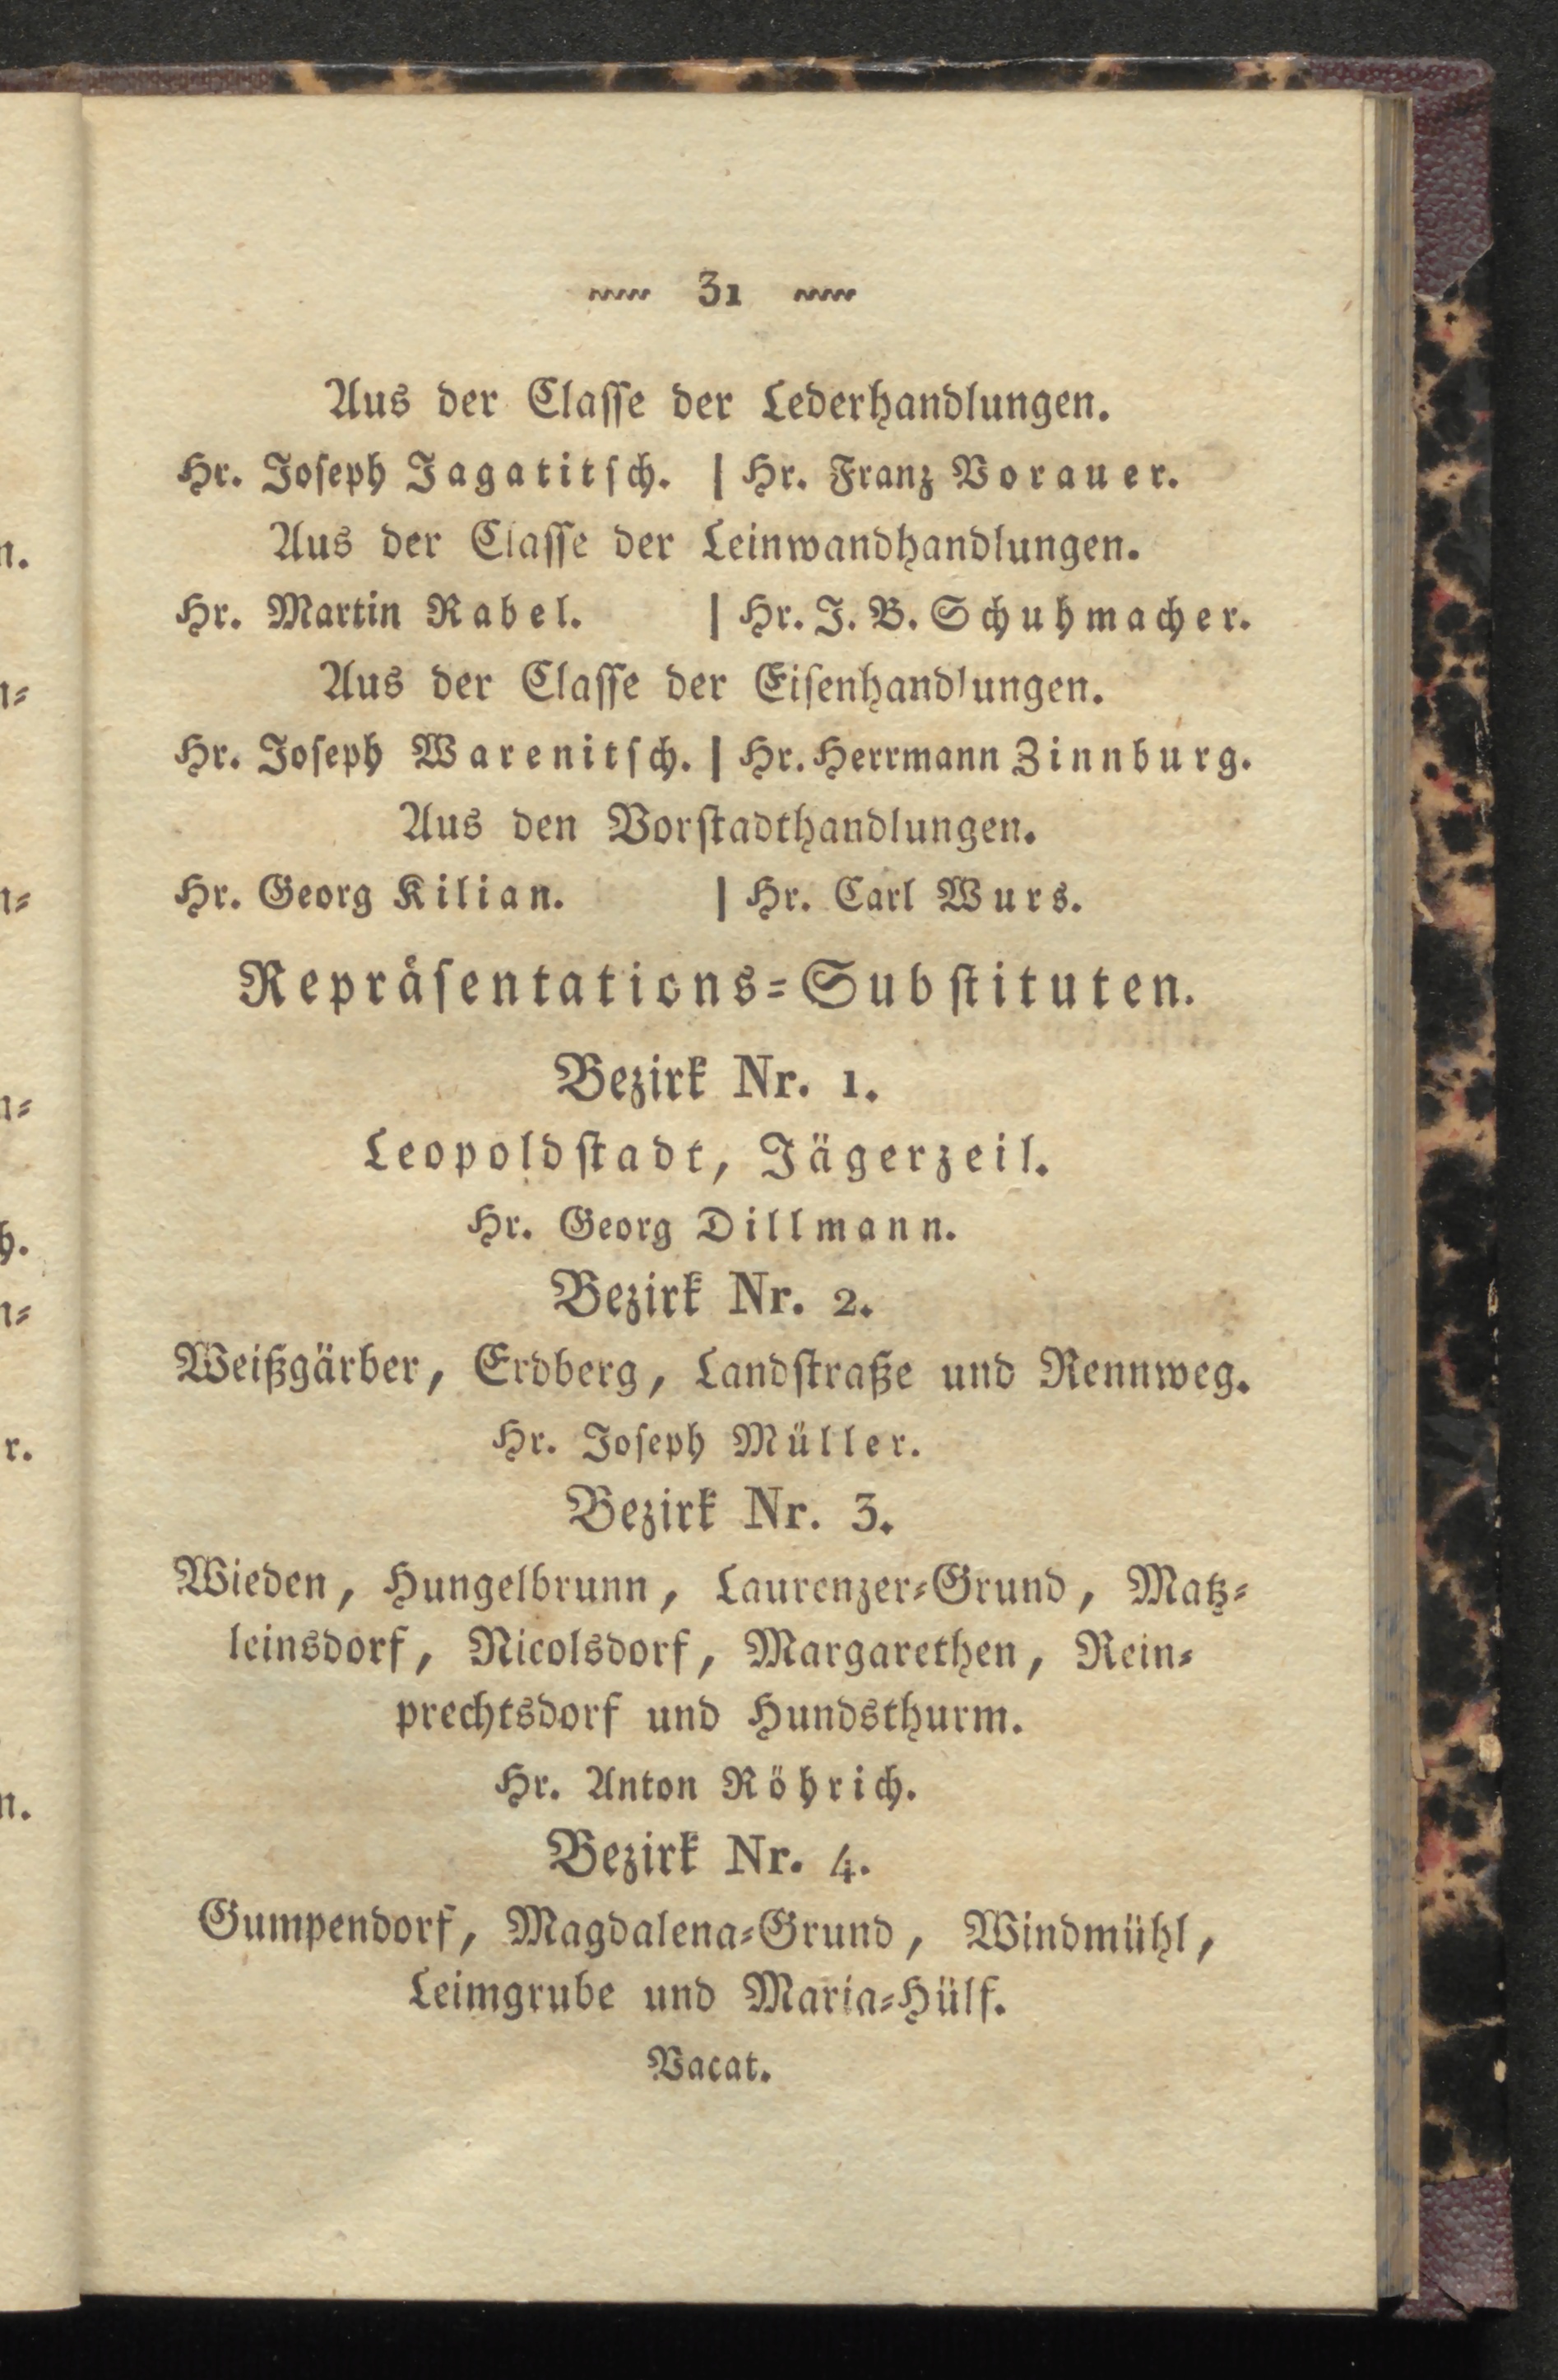 31
Aus der Classe der Lederhandlungen.
Hr. Joseph Jagatitsch. | Hr. Franz Vorauer.
Aus der Classe der Leinwandhandlungen.
Hr. Martin Rabel. | Hr. J. B. Schuhmacher.
Aus der Classe der Eisenhandlungen.
Hr. Joseph Warenitsch. | Hr. Herrmann Zinnburg.
Aus den Vorstadthandlungen.
Hr. Georg Kilian. | Hr. Carl Wurs.
Repräsentations-Substituten.
Bezirk Nr. 1.
Leopoldstadt, Jägerzeil.
Hr. Georg Dillmann.
Bezirk Nr. 2.
Weißgärber, Erdberg, Landstraße und Rennweg.
Hr. Joseph Müller.
Bezirk Nr. 3.
Wieden, Hungelbrunn, Laurenzer-Grund, Matz-
leinsdorf, Nicolsdorf, Margarethen, Rein-
prechtsdorf und Hundsthurm.
Hr. Anton Röhrich.
Bezirk Nr. 4.
Gumpendorf, Magdalena-Grund, Windmühl,
Leimgrube und Maria-Hülf.
Vacat.